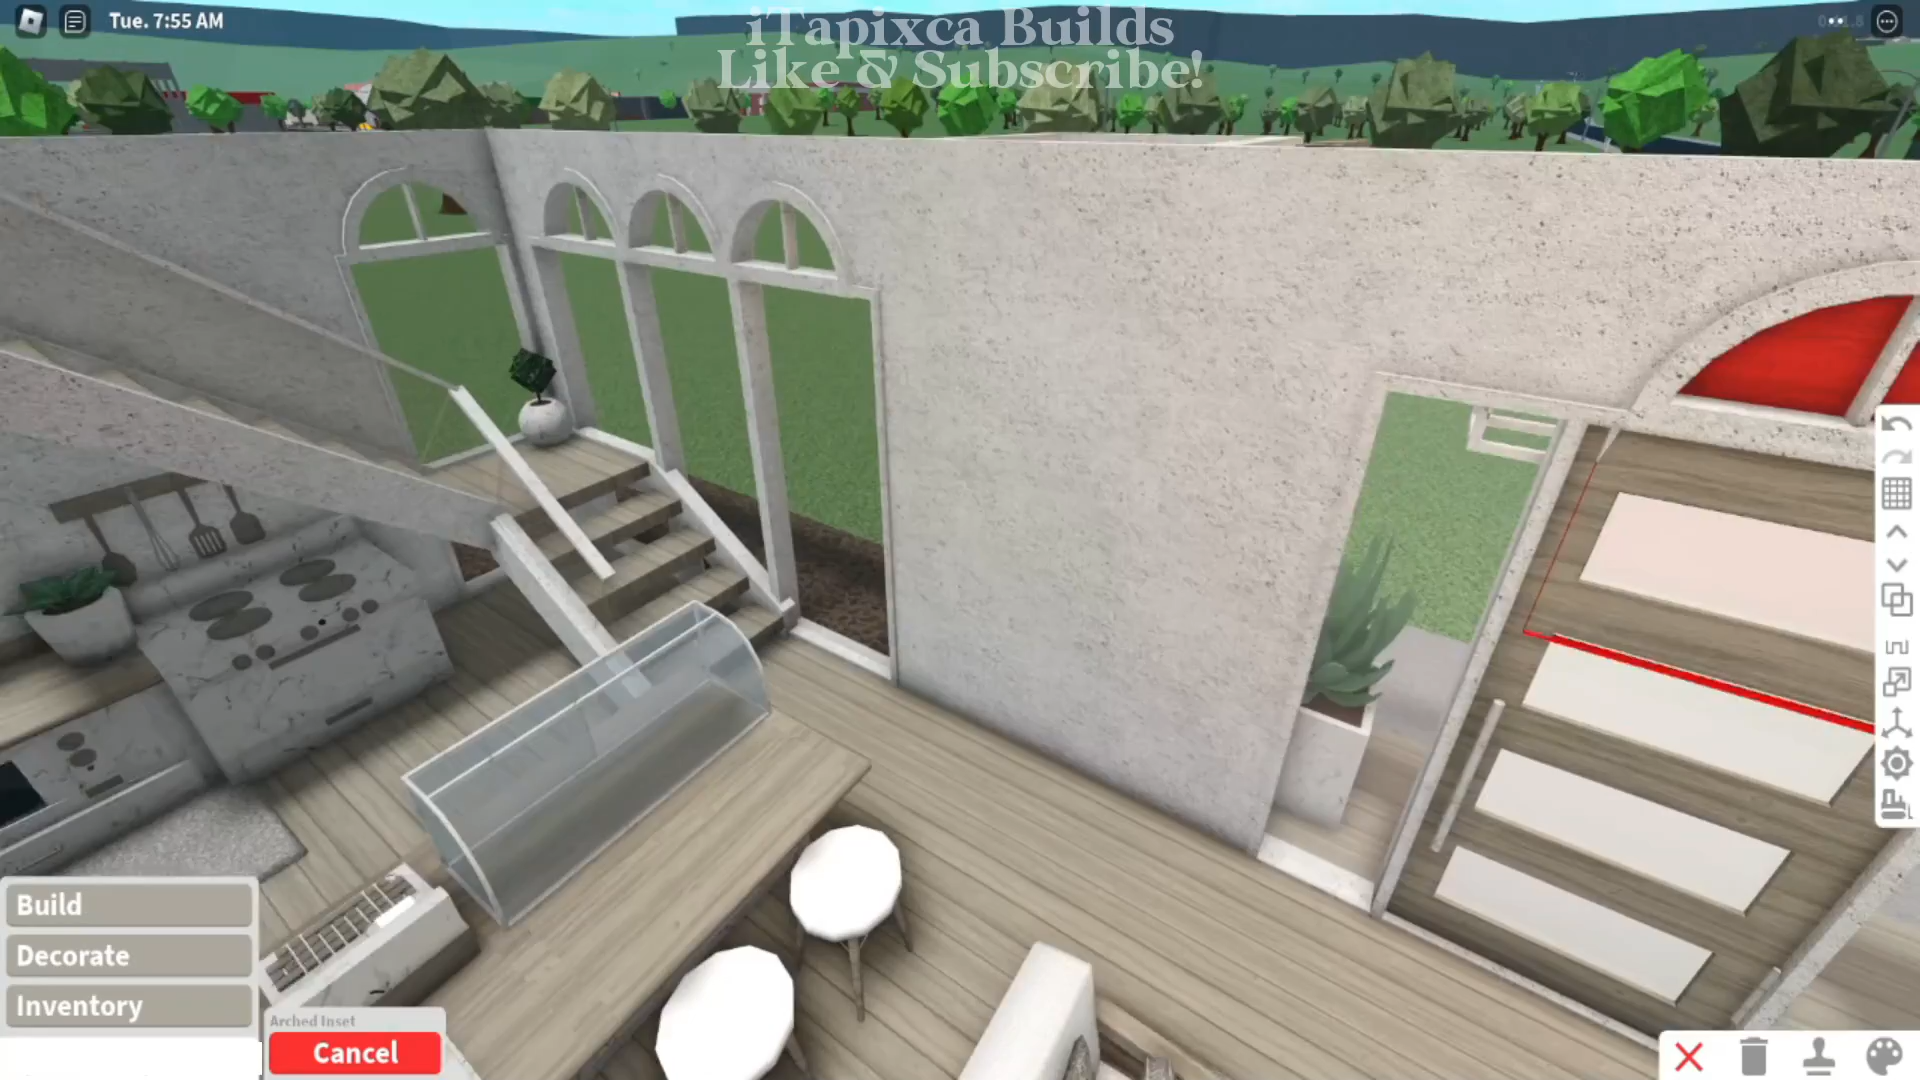 Tue. 7:55 AM
iTapixca Builds
Like & Subscribe!
Build
Decorate
Inventory
Arched Inset
Cancel